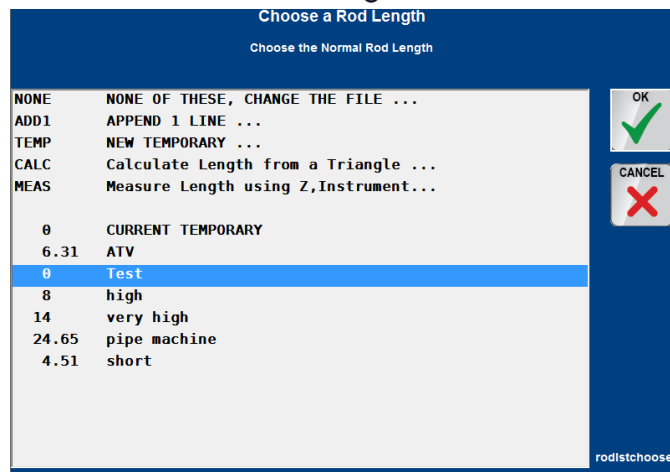 Choose a Rod Length
Choose the Normal Rod Length
NONE NONE OF THESE, CHANGE THE FILE ...
ADD1 APPEND 1 LINE ...
TEMP NEW TEMPORARY ...
CALC Calculate Length from a Triangle ...
MEAS Measure Length using Z,Instrument...
0 CURRENT TEMPORARY
6.31 ATV
0 Test
8 high
14 very high
24.65 pipe machine
4.51 short
OK
CANCEL
rodlstchoose